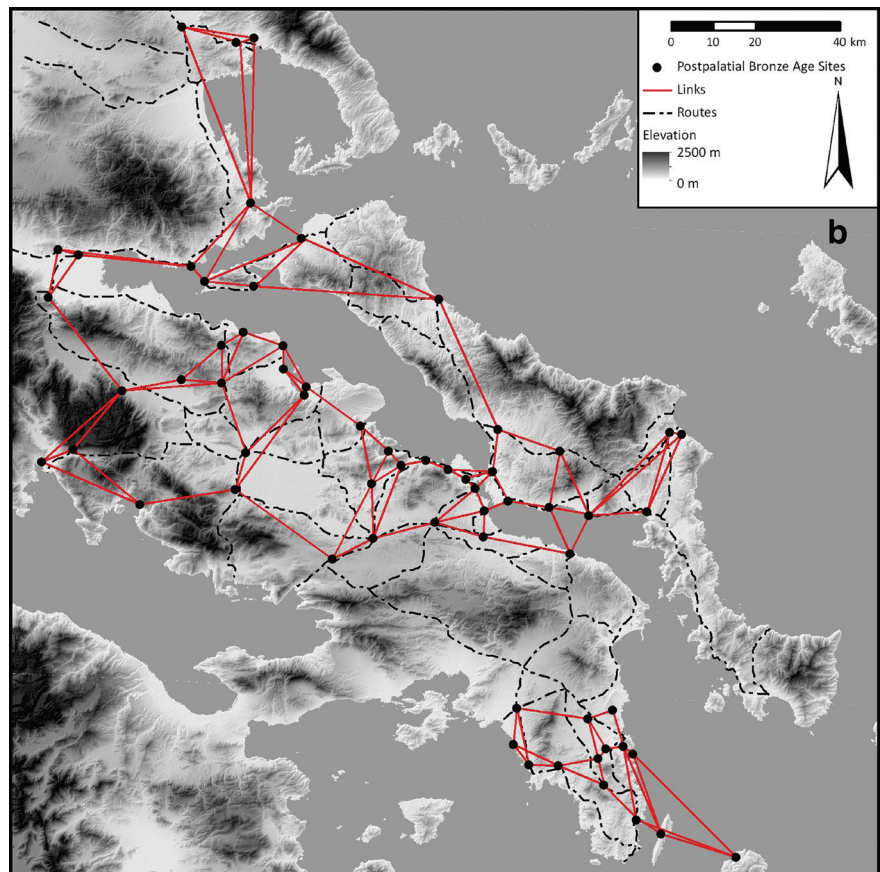 0 10 20 40 km
Postpalatial Bronze Age Sites
N
Links
Routes
Elevation
2500 m
0 m
b